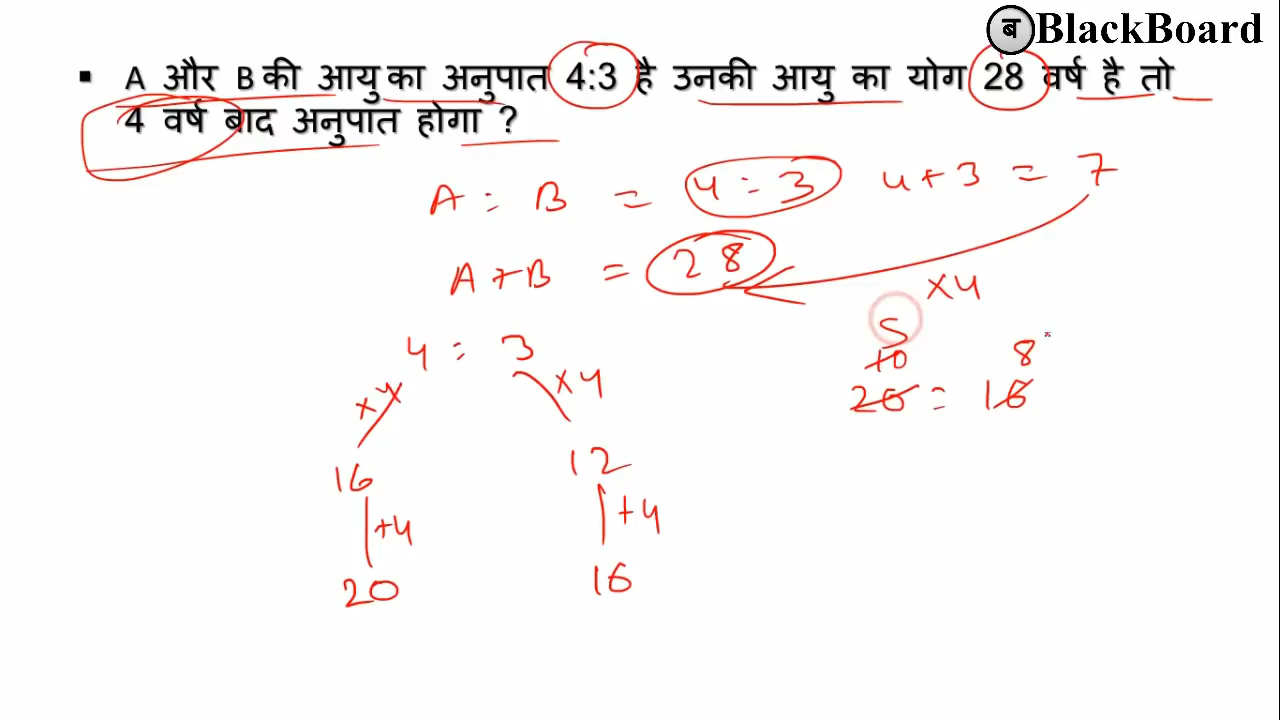 ब BlackBoard
▪ A और B की आयु का अनुपात 4:3 है उनकी आयु का योग 28 वर्ष है तो
4 वर्ष बाद अनुपात होगा ?
A : B = 4 : 3 4 + 3 = 7
A + B = 28
×4
4 : 3
×4 ×4
5
10 8
20 : 16
16 12
+4 +4
20 16